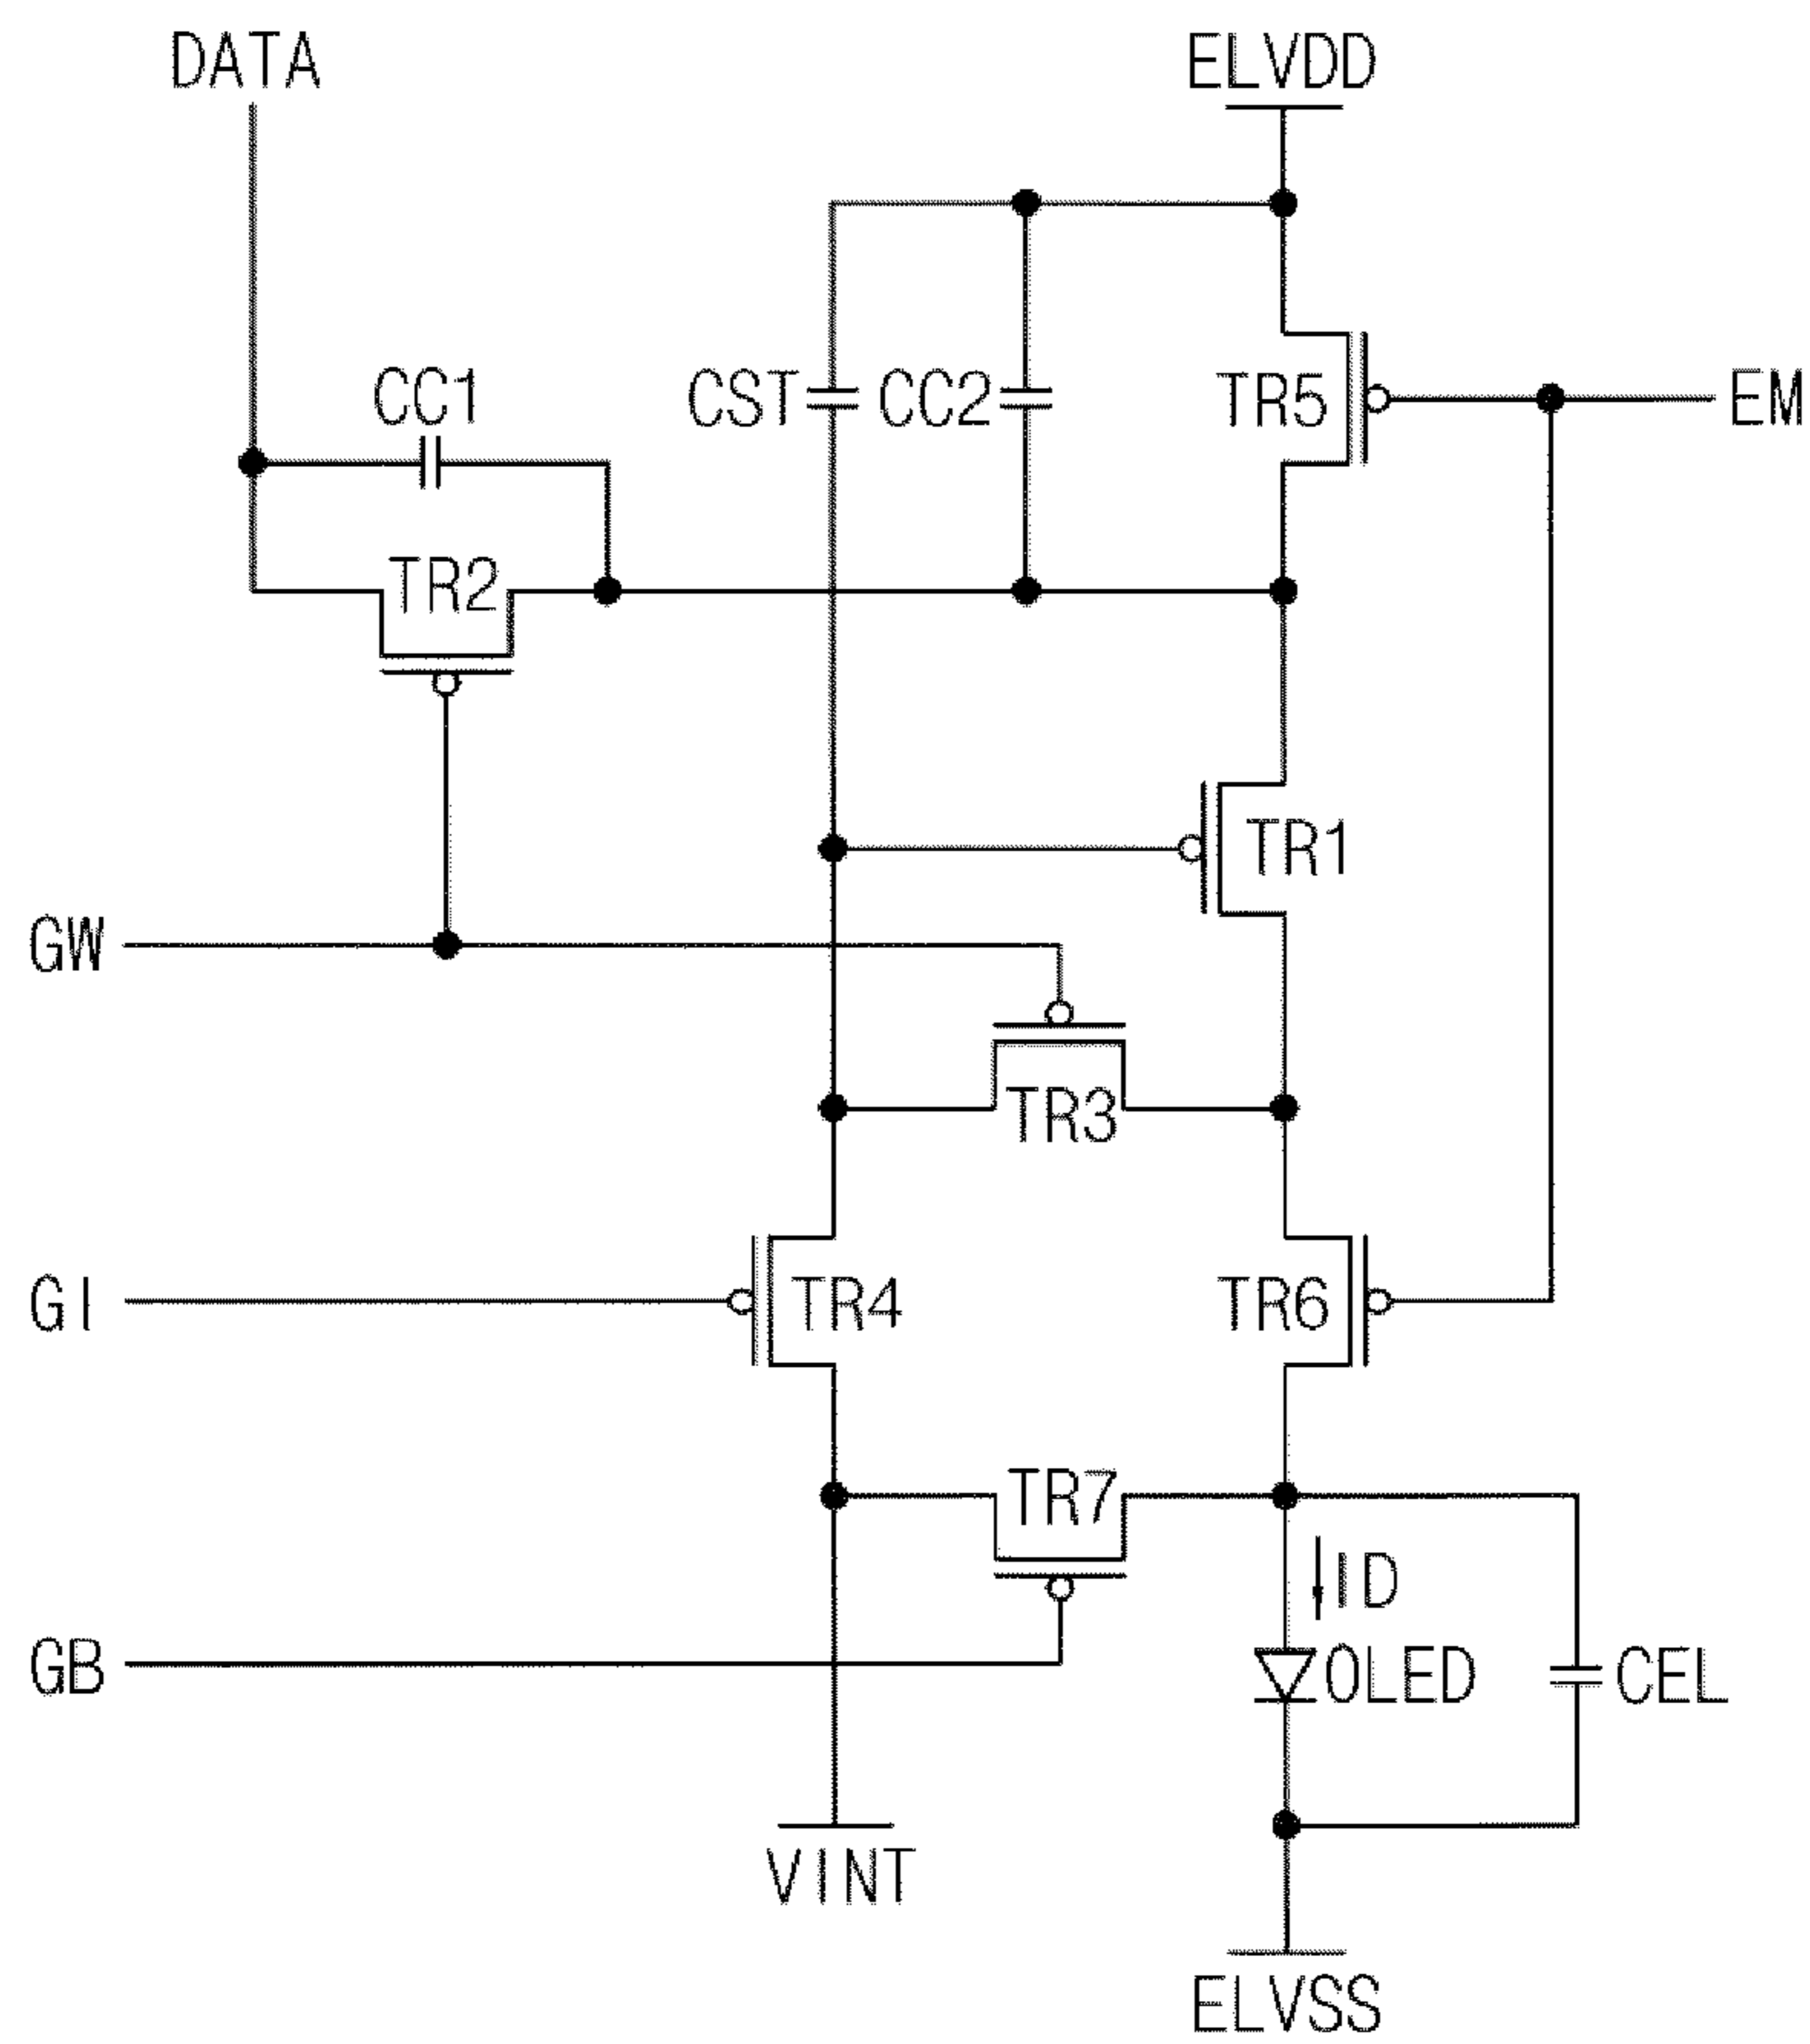 DATA
ELVDD
CC1
CST
CC2
TR5
EM
TR2
TR1
GW
TR3
GI
TR4
TR6
TR7
ID
GB
OLED
CEL
VINT
ELVSS